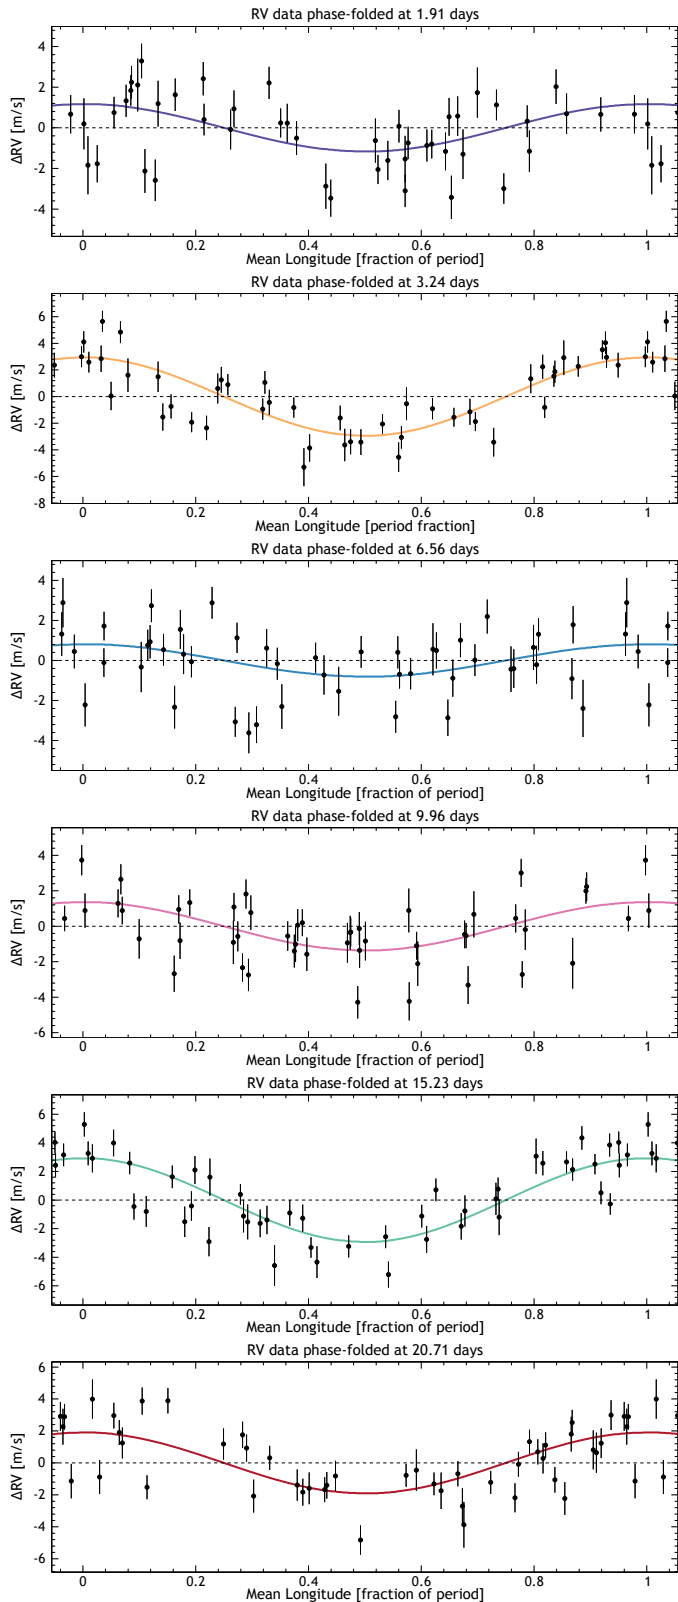 RV data phase-folded at 1.91 days
4
2
0
-2
-4
ΔRV [m/s]
0 0.2 0.4 0.6 0.8 1
Mean Longitude [fraction of period]
RV data phase-folded at 3.24 days
6
4
2
0
-2
-4
-6
-8
ΔRV [m/s]
0 0.2 0.4 0.6 0.8 1
Mean Longitude [period fraction]
RV data phase-folded at 6.56 days
4
2
0
-2
-4
ΔRV [m/s]
0 0.2 0.4 0.6 0.8 1
Mean Longitude [fraction of period]
RV data phase-folded at 9.96 days
4
2
0
-2
-4
-6
ΔRV [m/s]
0 0.2 0.4 0.6 0.8 1
Mean Longitude [fraction of period]
RV data phase-folded at 15.23 days
6
4
2
0
-2
-4
-6
ΔRV [m/s]
0 0.2 0.4 0.6 0.8 1
Mean Longitude [fraction of period]
RV data phase-folded at 20.71 days
6
4
2
0
-2
-4
-6
ΔRV [m/s]
0 0.2 0.4 0.6 0.8 1
Mean Longitude [fraction of period]